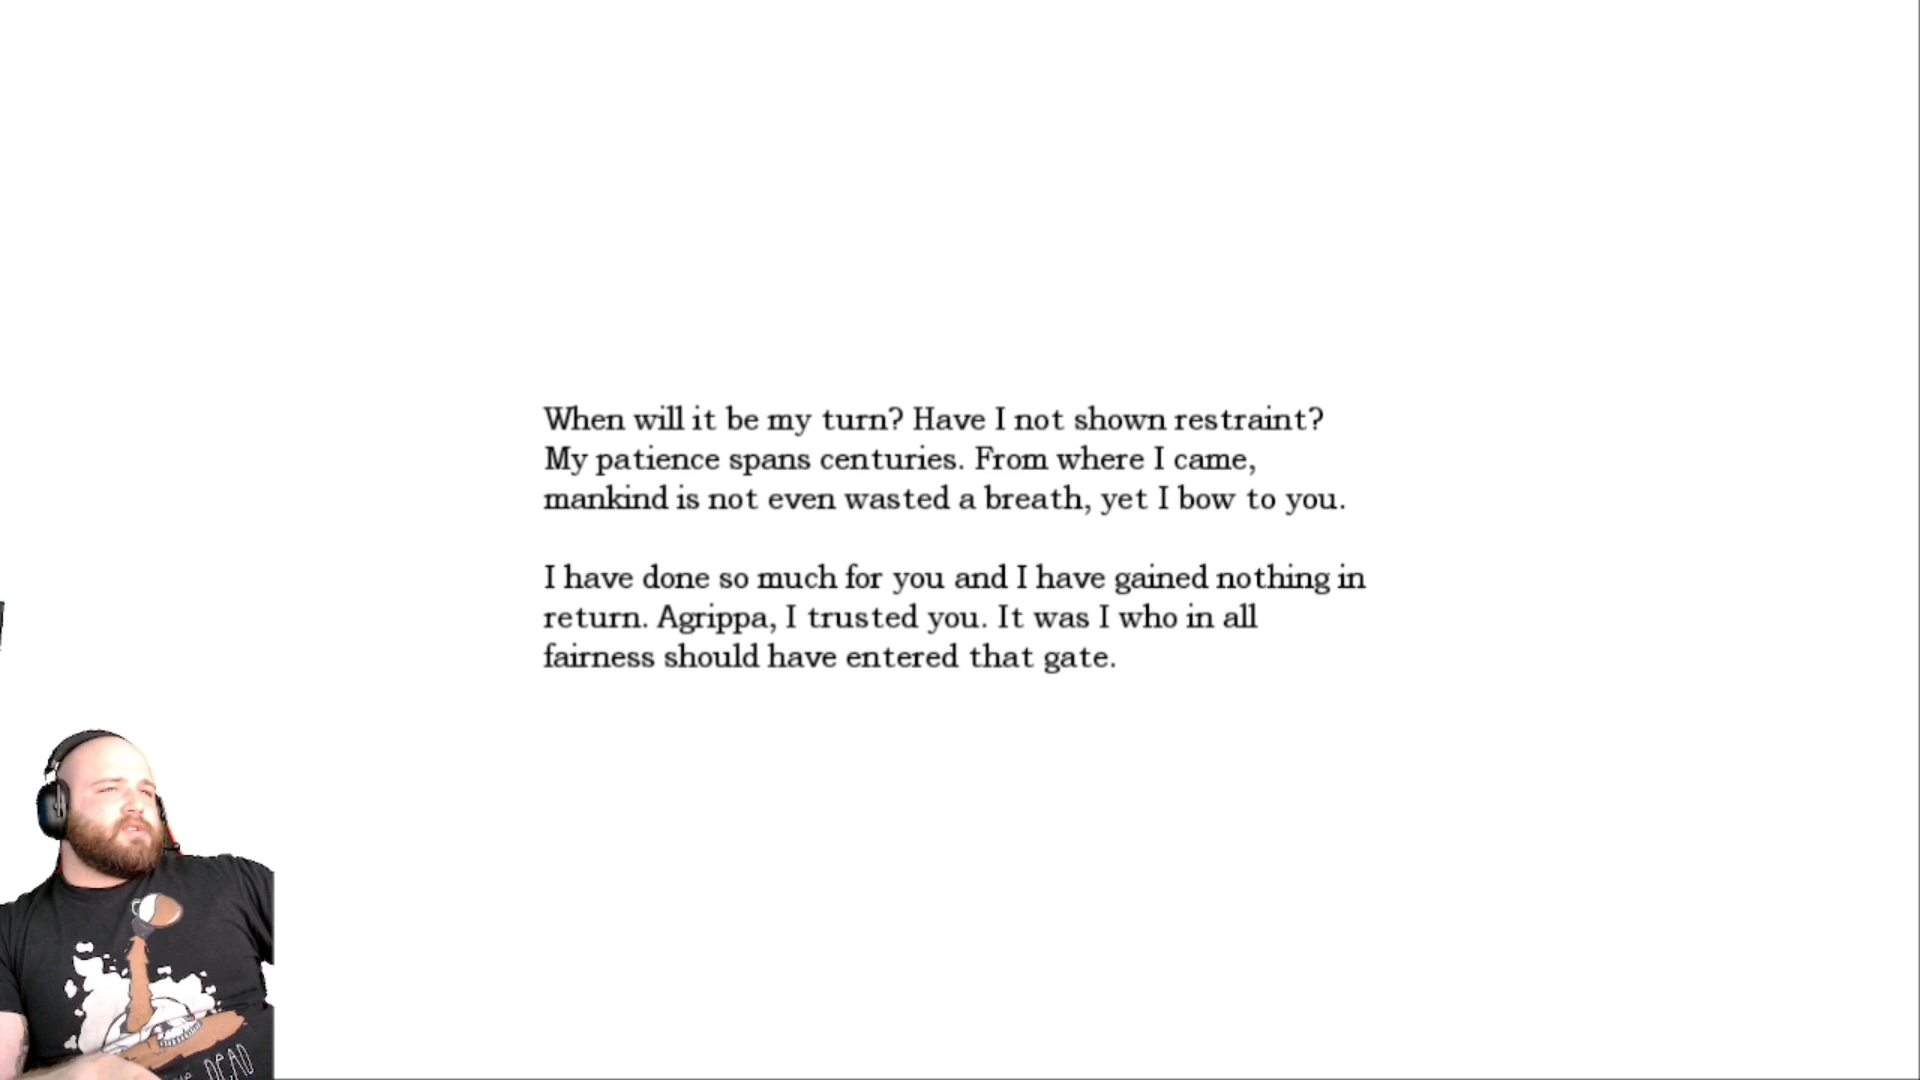 When will it be my turn? Have I not shown restraint?
My patience spans centuries. From where I came,
mankind is not even wasted a breath, yet I bow to you.
I have done so much for you and I have gained nothing in
return. Agrippa, I trusted you. It was I who in all
fairness should have entered that gate.
DEAD